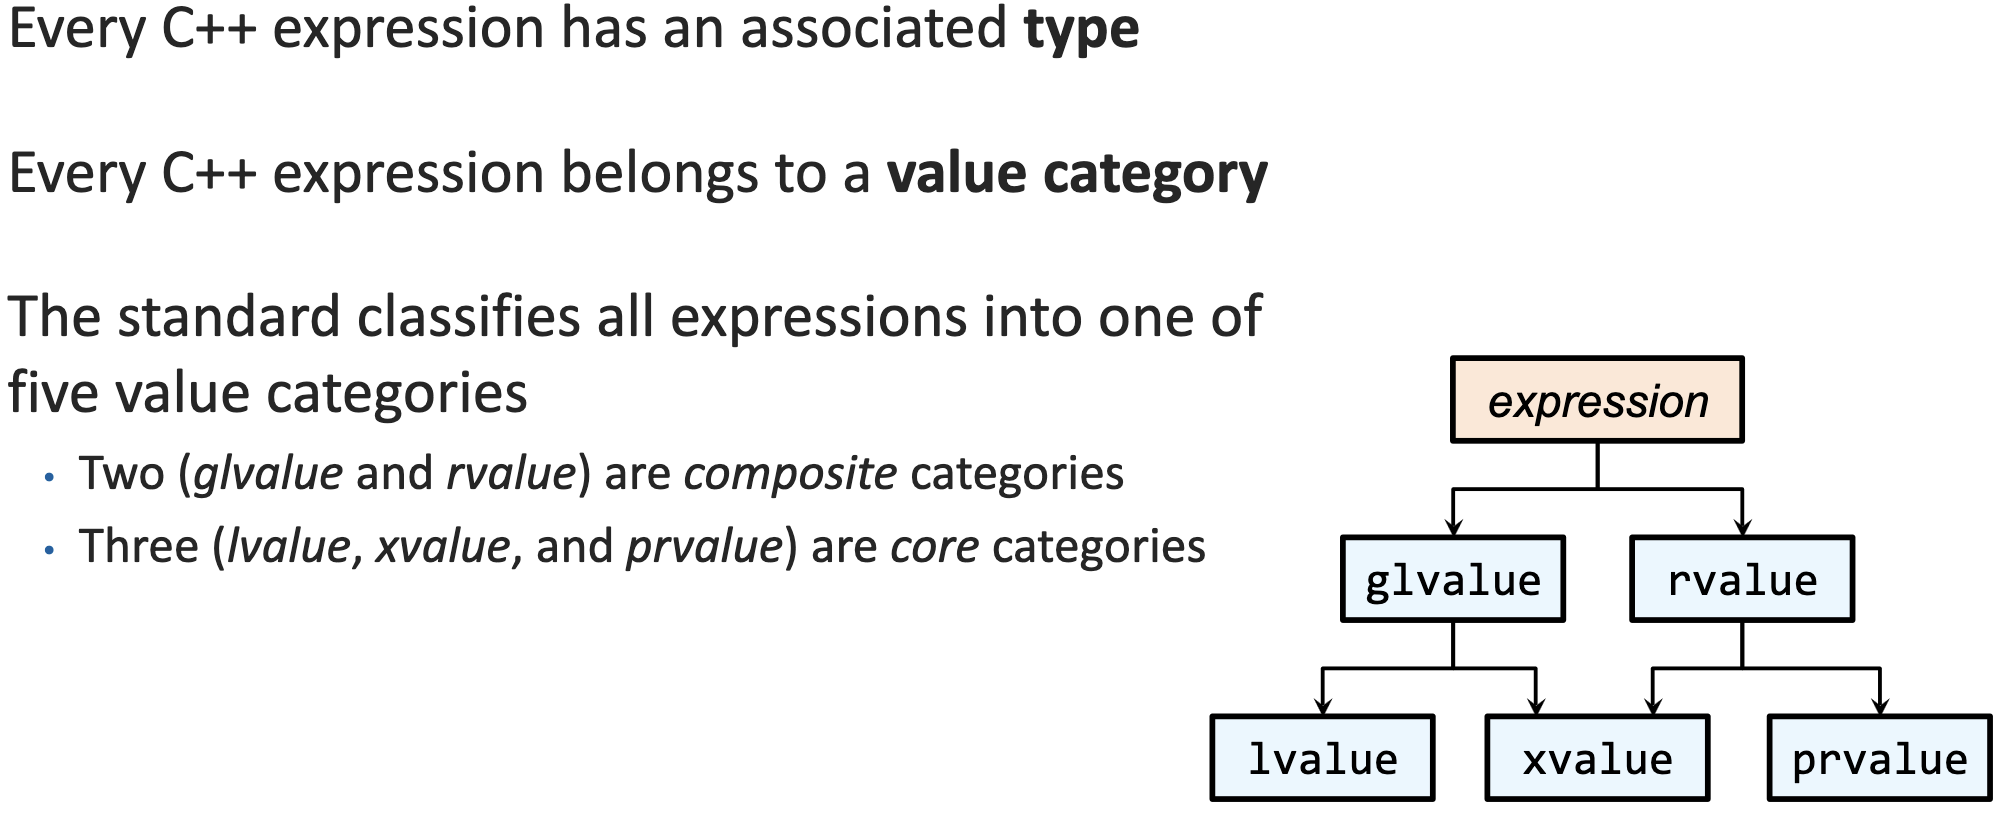 Every C++ expression has an associated type
Every C++ expression belongs to a value category
The standard classifies all expressions into one of
five value categories
• Two (glvalue and rvalue) are composite categories
• Three (lvalue, xvalue, and prvalue) are core categories
expression
glvalue rvalue
lvalue xvalue prvalue